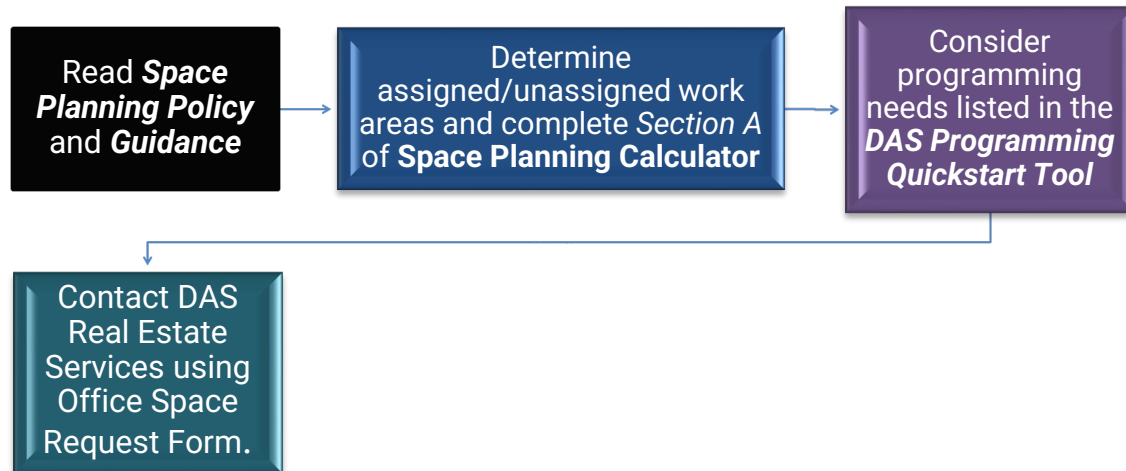 Read Space
Planning Policy
and Guidance
Determine
assigned/unassigned work
areas and complete Section A
of Space Planning Calculator
Consider
programming
needs listed in the
DAS Programming
Quickstart Tool
Contact DAS
Real Estate
Services using
Office Space
Request Form.